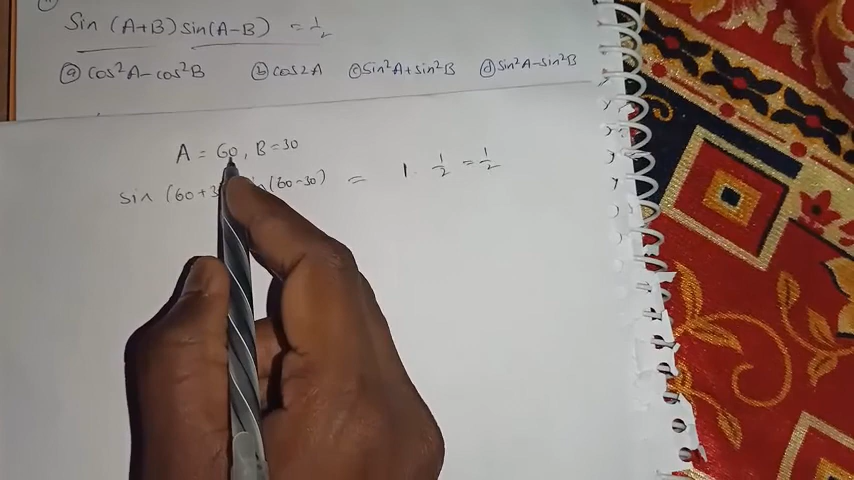 Sin (A+B) sin(A-B) = 1/2
ⓐ cos²A - cos²B ⓑ cos2A ⓒ sin²A + sin²B ⓓ sin²A - sin²B
A = 60, B = 30
sin (60+3 (60-30) = 1. 1/2 = 1/2